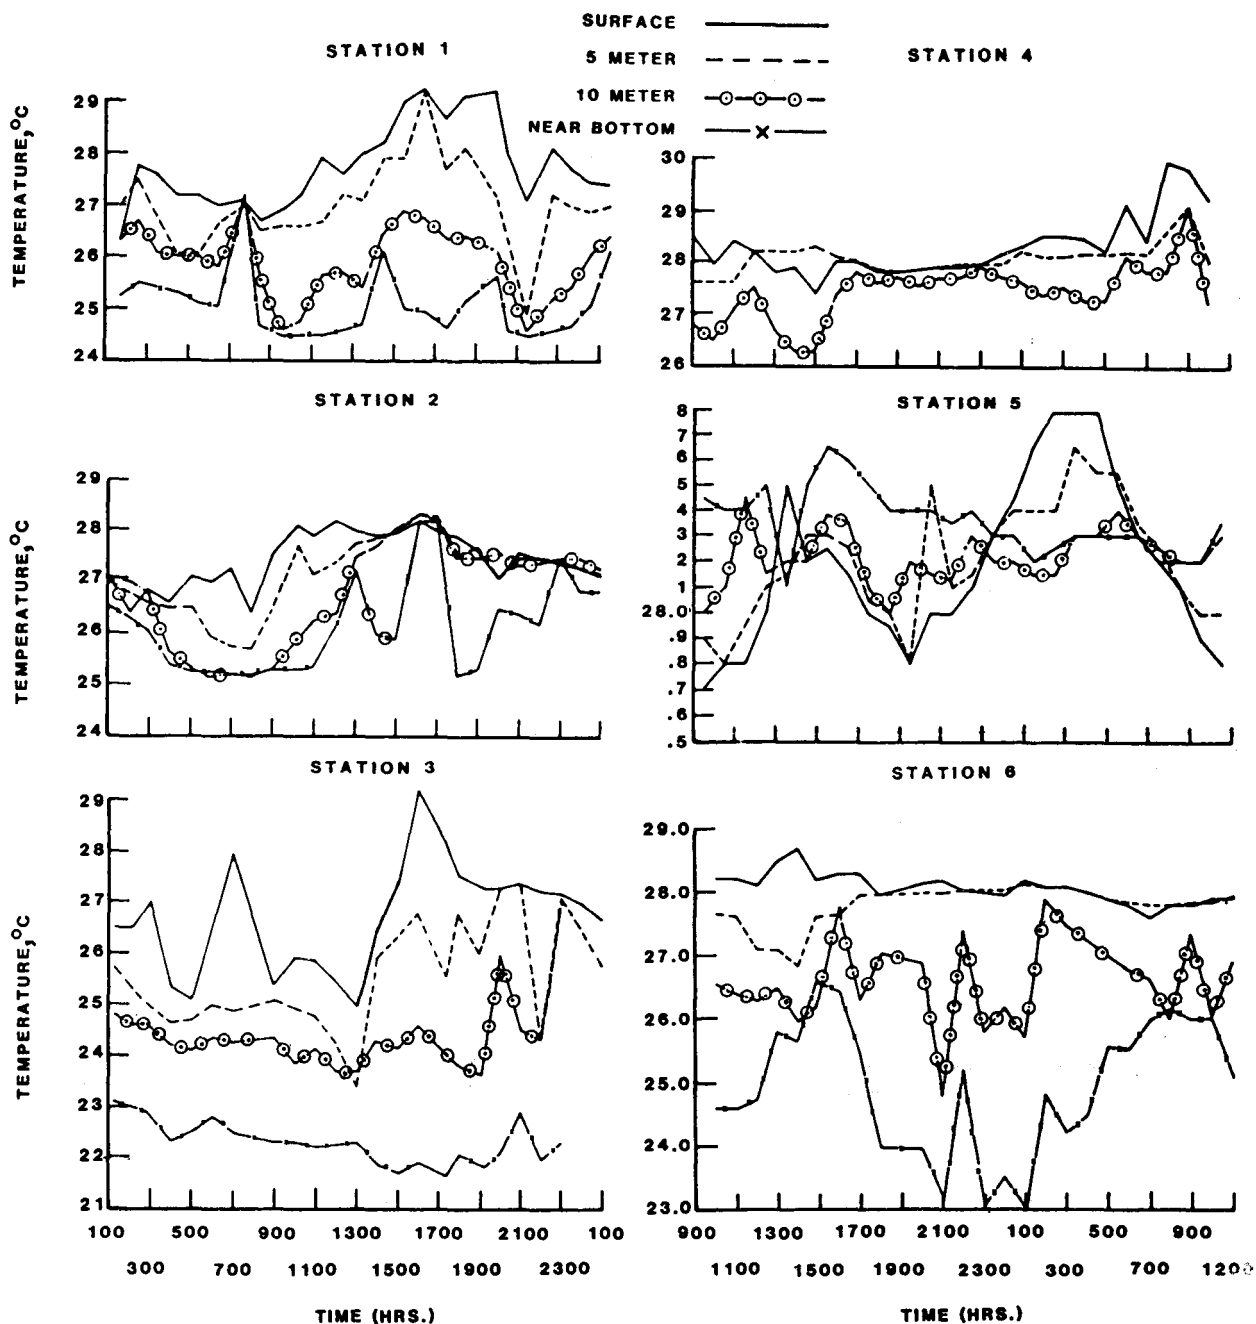 SURFACE
5 METER
10 METER
NEAR BOTTOM
STATION 1
TEMPERATURE,°C
29
28
27
26
25
24
STATION 4
30
29
28
27
26
STATION 2
TEMPERATURE,°C
29
28
27
26
25
24
STATION 5
8
7
6
5
4
3
2
1
28.0
.9
.8
.7
.6
.5
STATION 3
TEMPERATURE,°C
29
28
27
26
25
24
23
22
21
100 500 900 1300 1700 2100 100
300 700 1100 1500 1900 2300
TIME (HRS.)
STATION 6
29.0
28.0
27.0
26.0
25.0
24.0
23.0
900 1300 1700 2100 100 500 900
1100 1500 1900 2300 300 700
TIME (HRS.)